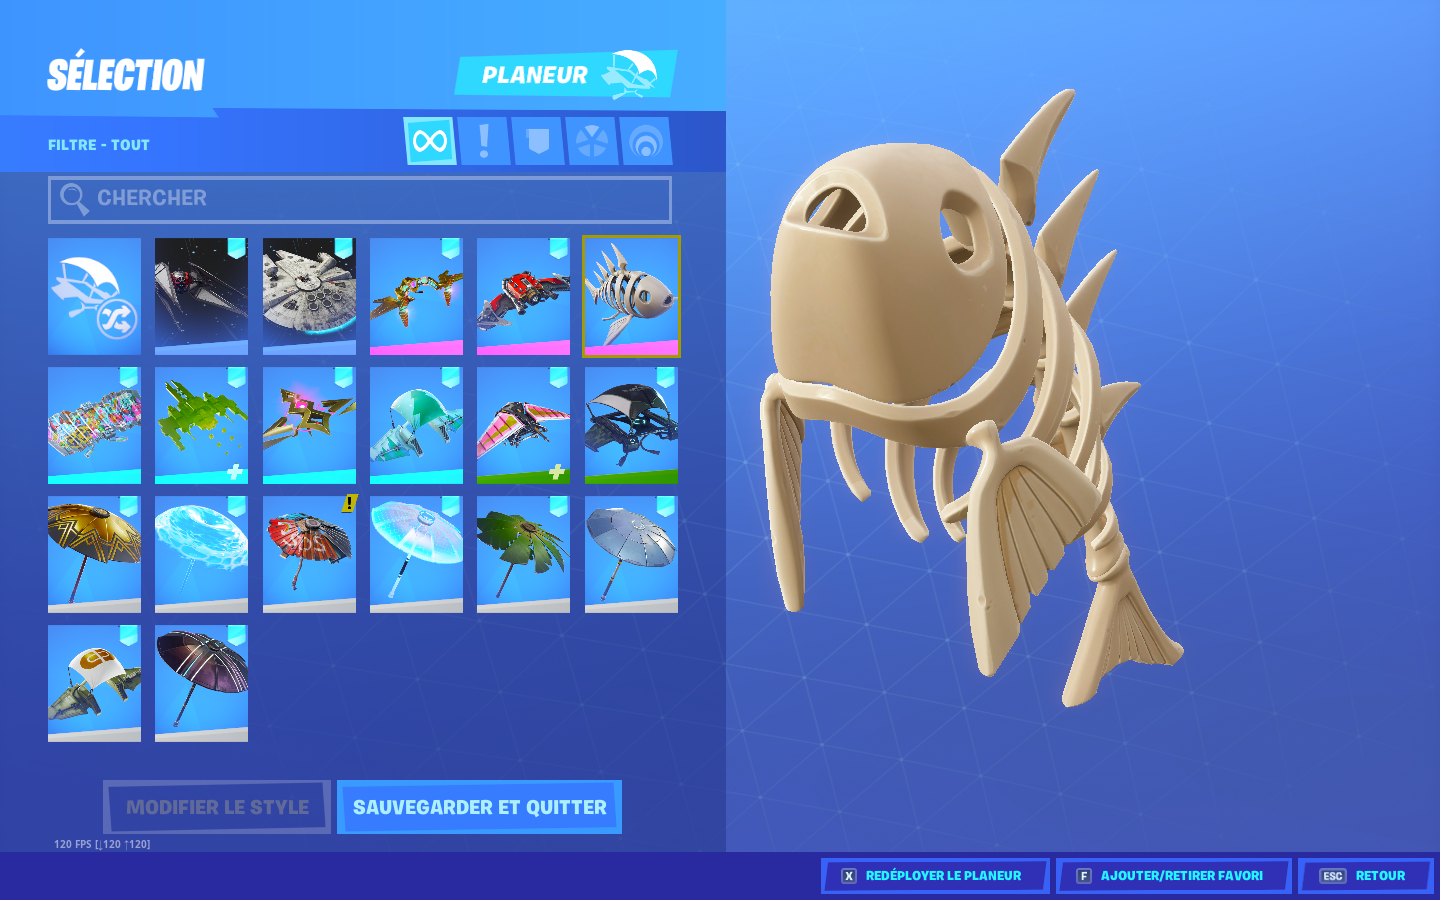 SÉLECTION
PLANEUR
FILTRE - TOUT
CHERCHER
MODIFIER LE STYLE
SAUVEGARDER ET QUITTER
120 FPS [↓120 ↑120]
X REDÉPLOYER LE PLANEUR
F AJOUTER/RETIRER FAVORI
ESC RETOUR